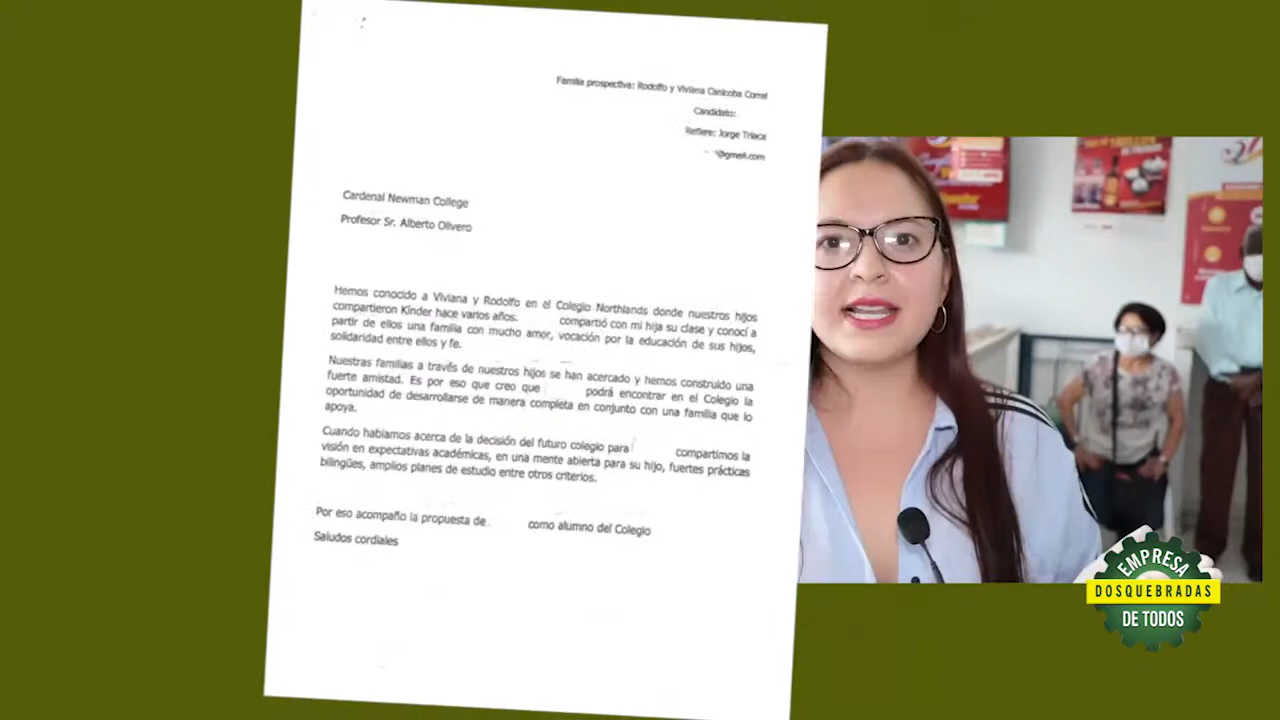 Familia prospectiva: Rodolfo y Viviana Canicoba Corral
Candidato:
Refiere: Jorge Triaca
@gmail.com
Cardenal Newman College
Profesor Sr. Alberto Olivero
Hemos conocido a Viviana y Rodolfo en el Colegio Northlands donde nuestros hijos
compartieron Kinder hace varios años. compartió con mi hija su clase y conocí a
partir de ellos una familia con mucho amor, vocación por la educación de sus hijos,
solidaridad entre ellos y fe.
Nuestras familias a través de nuestros hijos se han acercado y hemos construido una
fuerte amistad. Es por eso que creo que podrá encontrar en el Colegio la
oportunidad de desarrollarse de manera completa en conjunto con una familia que lo
apoya.
Cuando hablamos acerca de la decisión del futuro colegio para compartimos la
visión en expectativas académicas, en una mente abierta para su hijo, fuertes prácticas
bilingües, amplios planes de estudio entre otros criterios.
Por eso acompaño la propuesta de como alumno del Colegio
Saludos cordiales
EMPRESA
DOSQUEBRADAS
DE TODOS